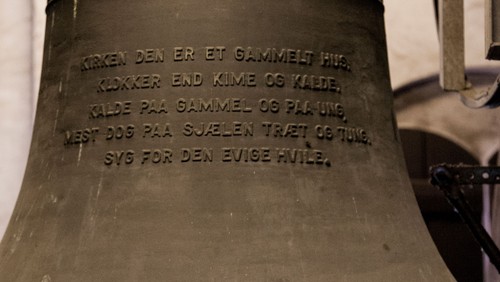 KIRKEN DEN ER ET GAMMELT HUS.
KLOKKER END KIME OG KALDE.
KALDE PAA GAMMEL OG PAA UNG,
MEST DOG PAA SJÆLEN TRÆT OG TUNG,
SYG FOR DEN EVIGE HVILE.